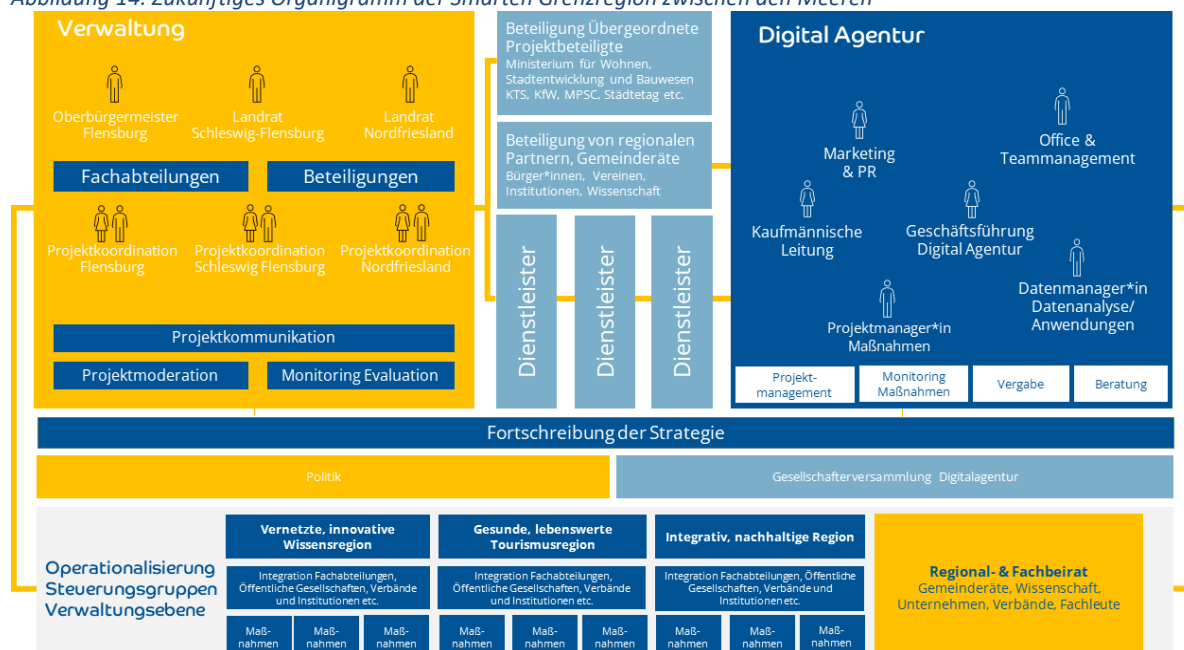 Abbildung 14: Zukünftiges Organigramm der Smarten Grenzregion zwischen den Meeren
Verwaltung
Oberbürgermeister
Flensburg
Landrat
Schleswig-Flensburg
Landrat
Nordfriesland
Fachabteilungen
Beteiligungen
Projektkoordination
Flensburg
Projektkoordination
Schleswig Flensburg
Projektkoordination
Nordfriesland
Projektkommunikation
Projektmoderation
Monitoring Evaluation
Beteiligung Übergeordnete
Projektbeteiligte
Ministerium für Wohnen,
Stadtentwicklung und Bauwesen
KTS, KfW, MPSC, Städtetag etc.
Beteiligung von regionalen
Partnern, Gemeinderäte
Bürger*innen, Vereinen,
Institutionen, Wissenschaft
Dienstleister
Dienstleister
Dienstleister
Digital Agentur
Marketing
& PR
Office &
Teammanagement
Kaufmännische
Leitung
Geschäftsführung
Digital Agentur
Datenmanager*in
Datenanalyse/
Anwendungen
Projektmanager*in
Maßnahmen
Projekt-
management
Monitoring
Maßnahmen
Vergabe
Beratung
Fortschreibung der Strategie
Politik
Gesellschafterversammlung Digitalagentur
Operationalisierung
Steuerungsgruppen
Verwaltungsebene
Vernetzte, innovative
Wissensregion
Integration Fachabteilungen,
Öffentliche Gesellschaften, Verbände
und Institutionen etc.
Maß-
nahmen
Maß-
nahmen
Maß-
nahmen
Gesunde, lebenswerte
Tourismusregion
Integration Fachabteilungen,
Öffentliche Gesellschaften, Verbände
und Institutionen etc.
Maß-
nahmen
Maß-
nahmen
Maß-
nahmen
Integrativ, nachhaltige Region
Integration Fachabteilungen, Öffentliche
Gesellschaften, Verbände und
Institutionen etc.
Maß-
nahmen
Maß-
nahmen
Maß-
nahmen
Regional- & Fachbeirat
Gemeinderäte, Wissenschaft,
Unternehmen, Verbände, Fachleute